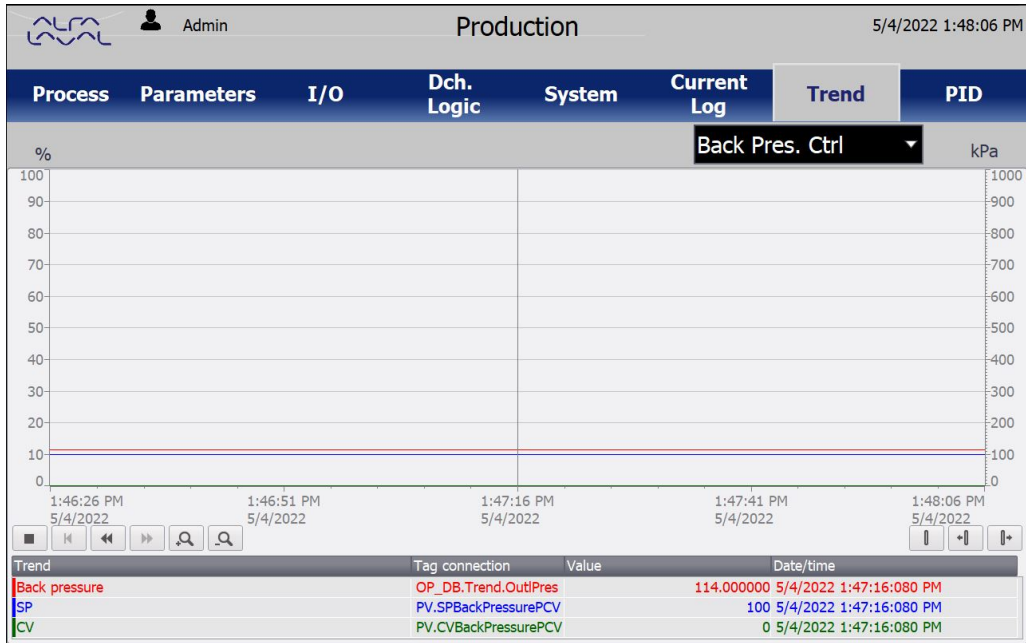 ALFA
LAVAL
Admin
Production
5/4/2022 1:48:06 PM
Process
Parameters
I/O
Dch.
Logic
System
Current
Log
Trend
PID
Back Pres. Ctrl
%
kPa
100
90
80
70
60
50
40
30
20
10
0
1000
900
800
700
600
500
400
300
200
100
0
1:46:26 PM
5/4/2022
1:46:51 PM
5/4/2022
1:47:16 PM
5/4/2022
1:47:41 PM
5/4/2022
1:48:06 PM
5/4/2022
Trend Tag connection Value Date/time
Back pressure OP_DB.Trend.OutlPres 114.000000 5/4/2022 1:47:16:080 PM
SP PV.SPBackPressurePCV 100 5/4/2022 1:47:16:080 PM
CV PV.CVBackPressurePCV 0 5/4/2022 1:47:16:080 PM